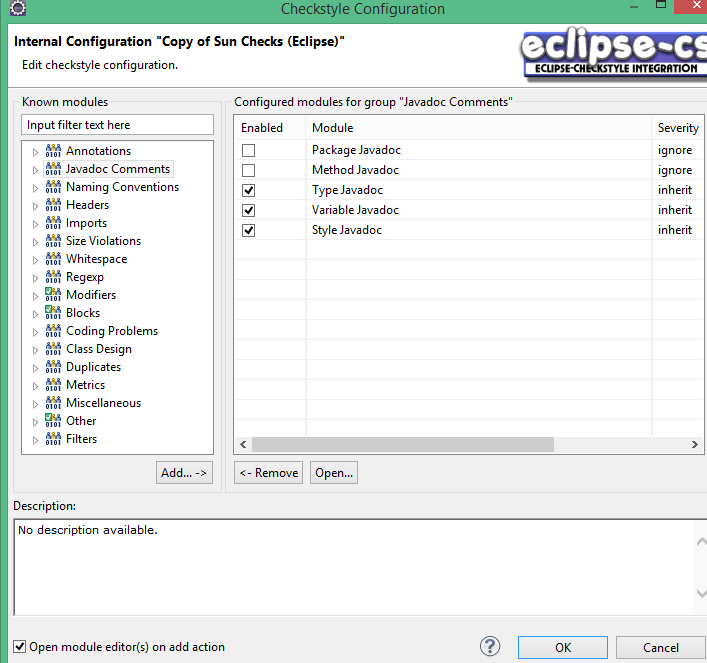 Checkstyle Configuration
Internal Configuration "Copy of Sun Checks (Eclipse)"
Edit checkstyle configuration.
eclipse-cs
ECLIPSE-CHECKSTYLE INTEGRATION
Known modules
Input filter text here
Annotations
Javadoc Comments
Naming Conventions
Headers
Imports
Size Violations
Whitespace
Regexp
Modifiers
Blocks
Coding Problems
Class Design
Duplicates
Metrics
Miscellaneous
Other
Filters
Add... ->
Configured modules for group "Javadoc Comments"
Enabled Module Severity
Package Javadoc ignore
Method Javadoc ignore
Type Javadoc inherit
Variable Javadoc inherit
Style Javadoc inherit
<- Remove Open...
Description:
No description available.
Open module editor(s) on add action
? OK Cancel